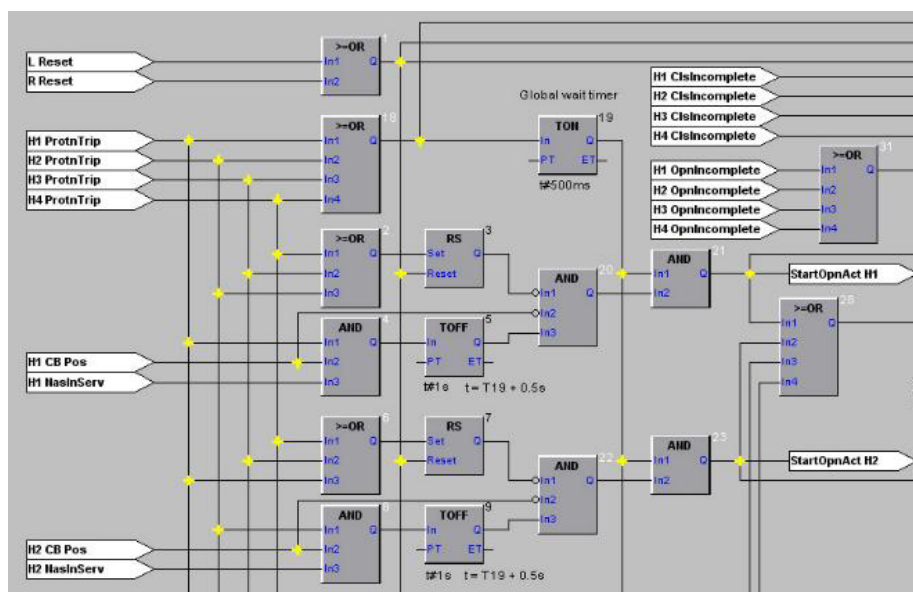 >=OR 1
L Reset
In1 Q
R Reset
In2
H1 ClsIncomplete
H2 ClsIncomplete
H3 ClsIncomplete
H4 ClsIncomplete
Global wait timer
>=OR 18
H1 ProtnTrip
In1 Q
H2 ProtnTrip
In2
H3 ProtnTrip
In3
H4 ProtnTrip
In4
TON 19
In Q
PT ET
t#500ms
>=OR 31
H1 OpnIncomplete
In1 Q
H2 OpnIncomplete
In2
H3 OpnIncomplete
In3
H4 OpnIncomplete
In4
>=OR 2
In1 Q
In2
In3
RS 3
Set Q
Reset
AND 20
In1 Q
In2
In3
AND 21
In1 Q
In2
StartOpnAct H1
AND 4
In1 Q
H1 CB Pos
In2
H1 NasInServ
In3
TOFF 5
In Q
PT ET
t#1s t = T19 + 0.5s
>=OR
In1 Q
In2
In3
In4
>=OR 6
In1 Q
In2
In3
RS 7
Set Q
Reset
AND 22
In1 Q
In2
In3
AND 23
In1 Q
In2
StartOpnAct H2
AND 8
In1 Q
H2 CB Pos
In2
H2 NasInServ
In3
TOFF 9
In Q
PT ET
t#1s t = T19 + 0.5s